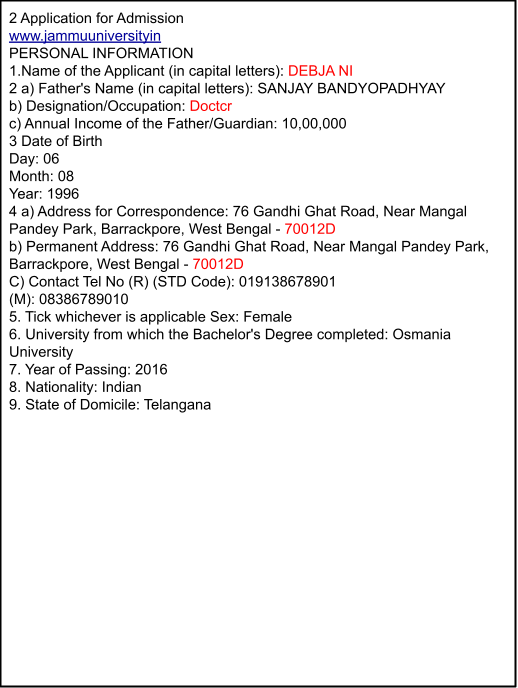 2 Application for Admission
www.jammuuniversityin
PERSONAL INFORMATION
1.Name of the Applicant (in capital letters): DEBJA NI
2 a) Father's Name (in capital letters): SANJAY BANDYOPADHYAY
b) Designation/Occupation: Doctcr
c) Annual Income of the Father/Guardian: 10,00,000
3 Date of Birth
Day: 06
Month: 08
Year: 1996
4 a) Address for Correspondence: 76 Gandhi Ghat Road, Near Mangal
Pandey Park, Barrackpore, West Bengal - 70012D
b) Permanent Address: 76 Gandhi Ghat Road, Near Mangal Pandey Park,
Barrackpore, West Bengal - 70012D
C) Contact Tel No (R) (STD Code): 019138678901
(M): 08386789010
5. Tick whichever is applicable Sex: Female
6. University from which the Bachelor's Degree completed: Osmania
University
7. Year of Passing: 2016
8. Nationality: Indian
9. State of Domicile: Telangana